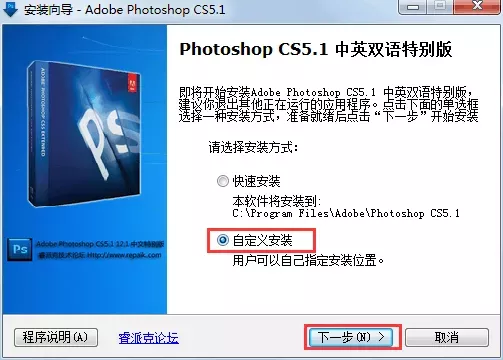 安装向导 - Adobe Photoshop CS5.1
Photoshop CS5.1 中英双语特别版
即将开始安装Adobe Photoshop CS5.1 中英双语特别版,
建议你退出其他正在运行的应用程序。点击下面的单选框
选择一种安装方式,准备就绪后点击“下一步”开始安装
请选择安装方式:
快速安装
本软件将安装到:
C:\Program Files\Adobe\Photoshop CS5.1
自定义安装
用户可以自己指定安装位置。
ADOBE PHOTOSHOP CS5 EXTENDED
Adobe
Ps
Ps
Adobe Photoshop CS5.1 12.1 中文特别版
睿派克技术论坛 Http://www.repaik.com
程序说明(A)
睿派克论坛
下一步(N) >
取消